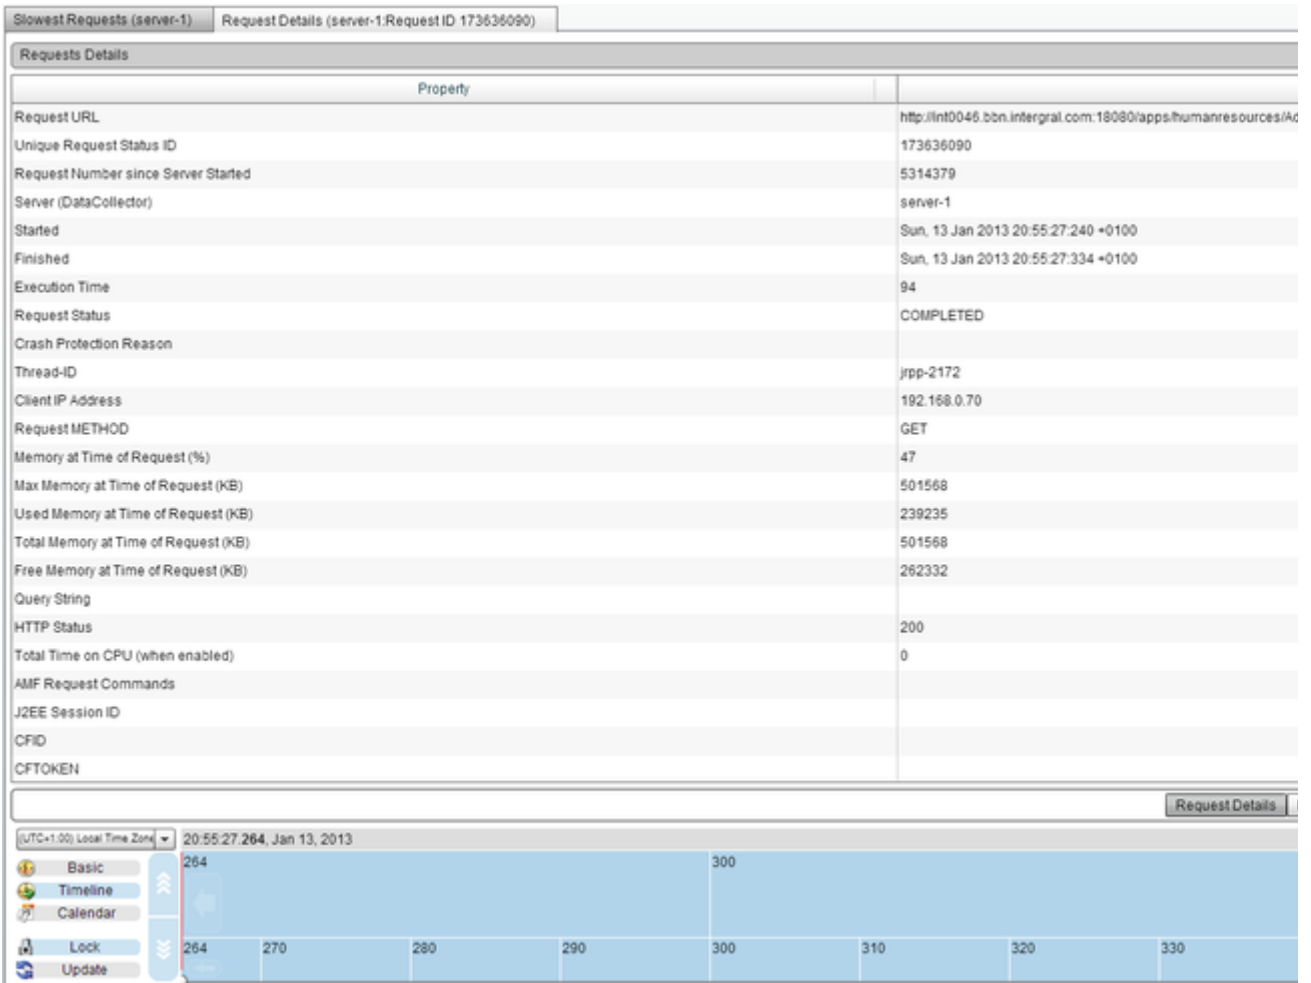 Slowest Requests (server-1) Request Details (server-1:Request ID 173636090)
Requests Details
Property
Request URL http://int0046.bbn.intergral.com:18080/apps/humanresources/Ad
Unique Request Status ID 173636090
Request Number since Server Started 5314379
Server (DataCollector) server-1
Started Sun, 13 Jan 2013 20:55:27:240 +0100
Finished Sun, 13 Jan 2013 20:55:27:334 +0100
Execution Time 94
Request Status COMPLETED
Crash Protection Reason
Thread-ID jrpp-2172
Client IP Address 192.168.0.70
Request METHOD GET
Memory at Time of Request (%) 47
Max Memory at Time of Request (KB) 501568
Used Memory at Time of Request (KB) 239235
Total Memory at Time of Request (KB) 501568
Free Memory at Time of Request (KB) 262332
Query String
HTTP Status 200
Total Time on CPU (when enabled) 0
AMF Request Commands
J2EE Session ID
CFID
CFTOKEN
Request Details
(UTC+1:00) Local Time Zone 20:55:27.264, Jan 13, 2013
Basic 264 300
Timeline
Calendar
Lock 264 270 280 290 300 310 320 330
Update